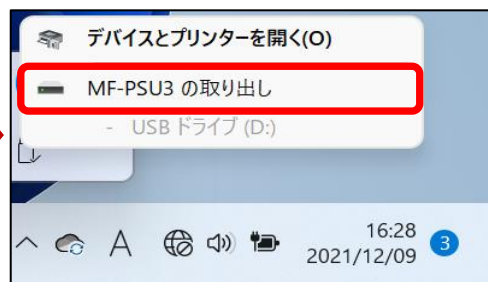 デバイスとプリンターを開く(O)
MF-PSU3 の取り出し
- USB ドライブ (D:)
A
16:28
2021/12/09
3